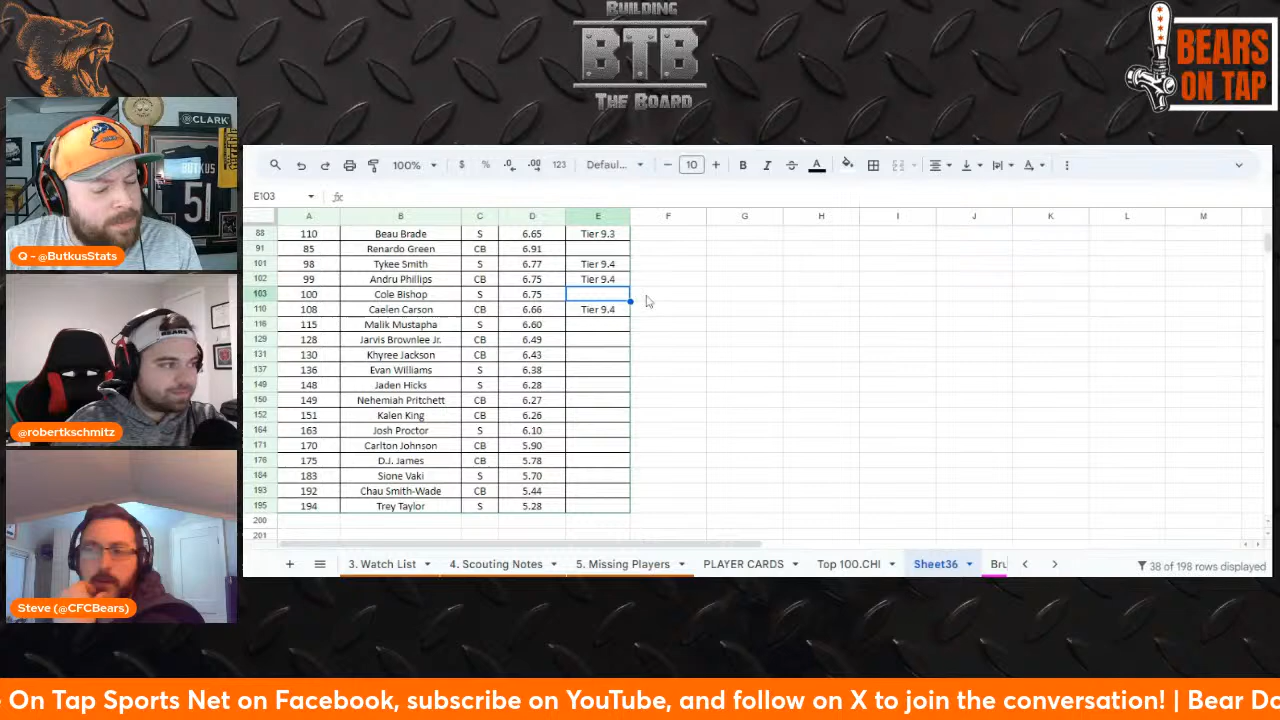 BUILDING
BTB
THE BOARD
BEARS
ON TAP
CLARK
BUTKUS
51
Q - @ButkusStats
@robertkschmitz
Steve (@CFCBears)
100% $ % .0 .00 123 Defaul... − 10 + B I S A
E103 fx
A B C D E F G H I J K L M
88 110 Beau Brade S 6.65 Tier 9.3
91 85 Renardo Green CB 6.91
101 98 Tykee Smith S 6.77 Tier 9.4
102 99 Andru Phillips CB 6.75 Tier 9.4
103 100 Cole Bishop S 6.75
110 108 Caelen Carson CB 6.66 Tier 9.4
116 115 Malik Mustapha S 6.60
129 128 Jarvis Brownlee Jr. CB 6.49
131 130 Khyree Jackson CB 6.43
137 136 Evan Williams S 6.38
149 148 Jaden Hicks S 6.28
150 149 Nehemiah Pritchett CB 6.27
152 151 Kalen King CB 6.26
164 163 Josh Proctor S 6.10
171 170 Carlton Johnson CB 5.90
176 175 D.J. James CB 5.78
184 183 Sione Vaki S 5.70
193 192 Chau Smith-Wade CB 5.44
195 194 Trey Taylor S 5.28
200
201
+ 3. Watch List 4. Scouting Notes 5. Missing Players PLAYER CARDS Top 100.CHI Sheet36 Bru 38 of 198 rows displayed
On Tap Sports Net on Facebook, subscribe on YouTube, and follow on X to join the conversation! | Bear Do